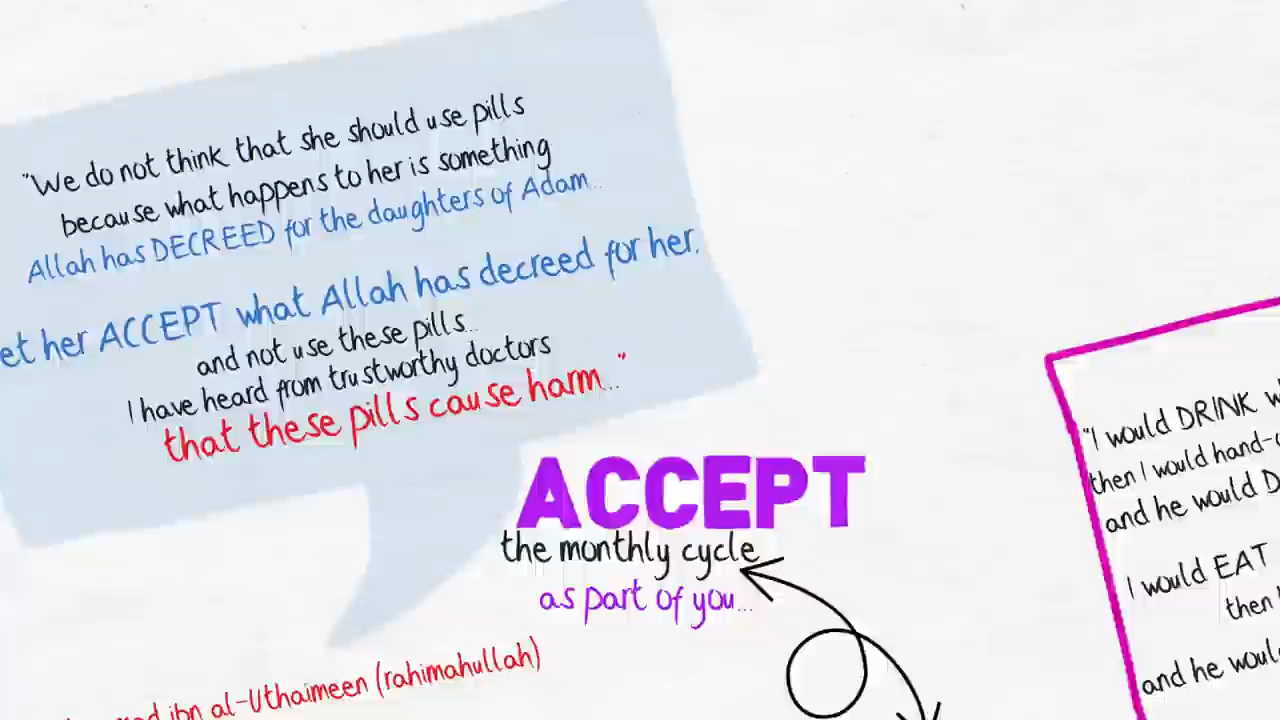 "We do not think that she should use pills
because what happens to her is something
Allah has DECREED for the daughters of Adam...
et her ACCEPT what Allah has decreed for her,
and not use these pills...
I have heard from trustworthy doctors
that these pills cause harm..."
ACCEPT
the monthly cycle
as part of you...
ibn al-Uthaimeen (rahimahullah)
"I would DRINK
then I would hand-
and he would D
I would EAT
then
and he woul